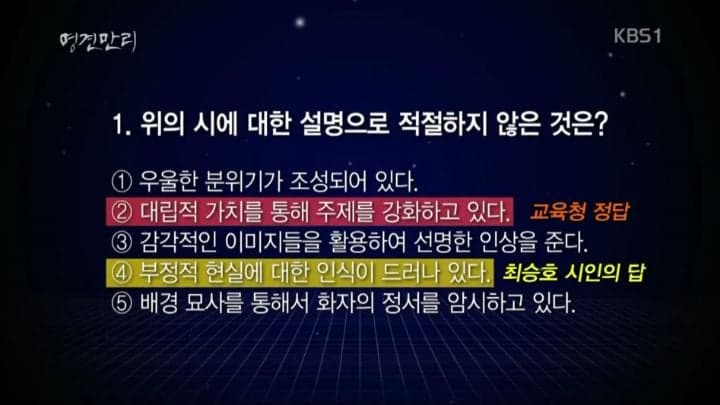 명견만리
KBS1
1. 위의 시에 대한 설명으로 적절하지 않은 것은?
① 우울한 분위기가 조성되어 있다.
② 대립적 가치를 통해 주제를 강화하고 있다. 교육청 정답
③ 감각적인 이미지들을 활용하여 선명한 인상을 준다.
④ 부정적 현실에 대한 인식이 드러나 있다. 최승호 시인의 답
⑤ 배경 묘사를 통해서 화자의 정서를 암시하고 있다.